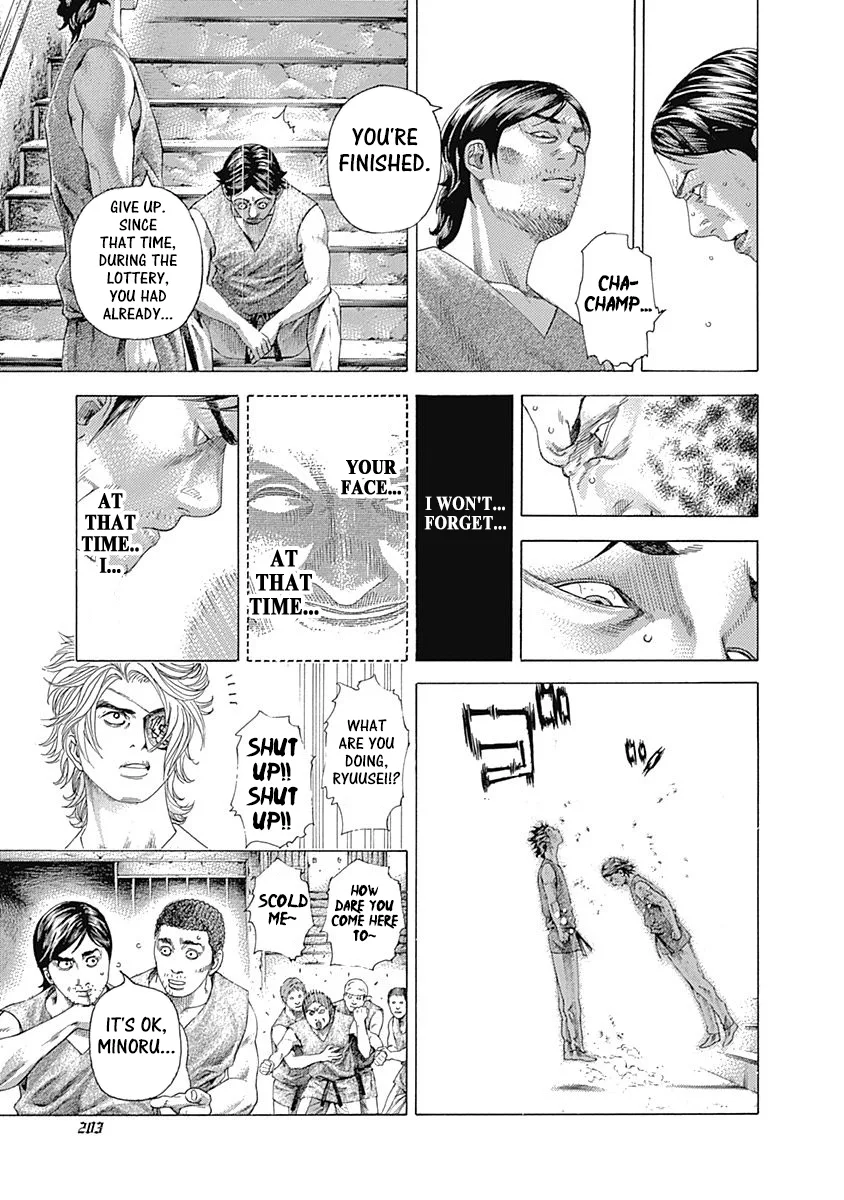 CHA-
CHAMP...
YOU'RE
FINISHED.
GIVE UP.
SINCE
THAT TIME,
DURING THE
LOTTERY,
YOU HAD
ALREADY...
I WON'T...
FORGET...
YOUR
FACE...
AT
THAT
TIME...
AT
THAT
TIME..
I...
WHAT
ARE YOU
DOING,
RYUUSEI!?
SHUT
UP!!
SHUT
UP!!
HOW
DARE YOU
COME HERE
TO~
SCOLD
ME~
IT'S OK,
MINORU...
203